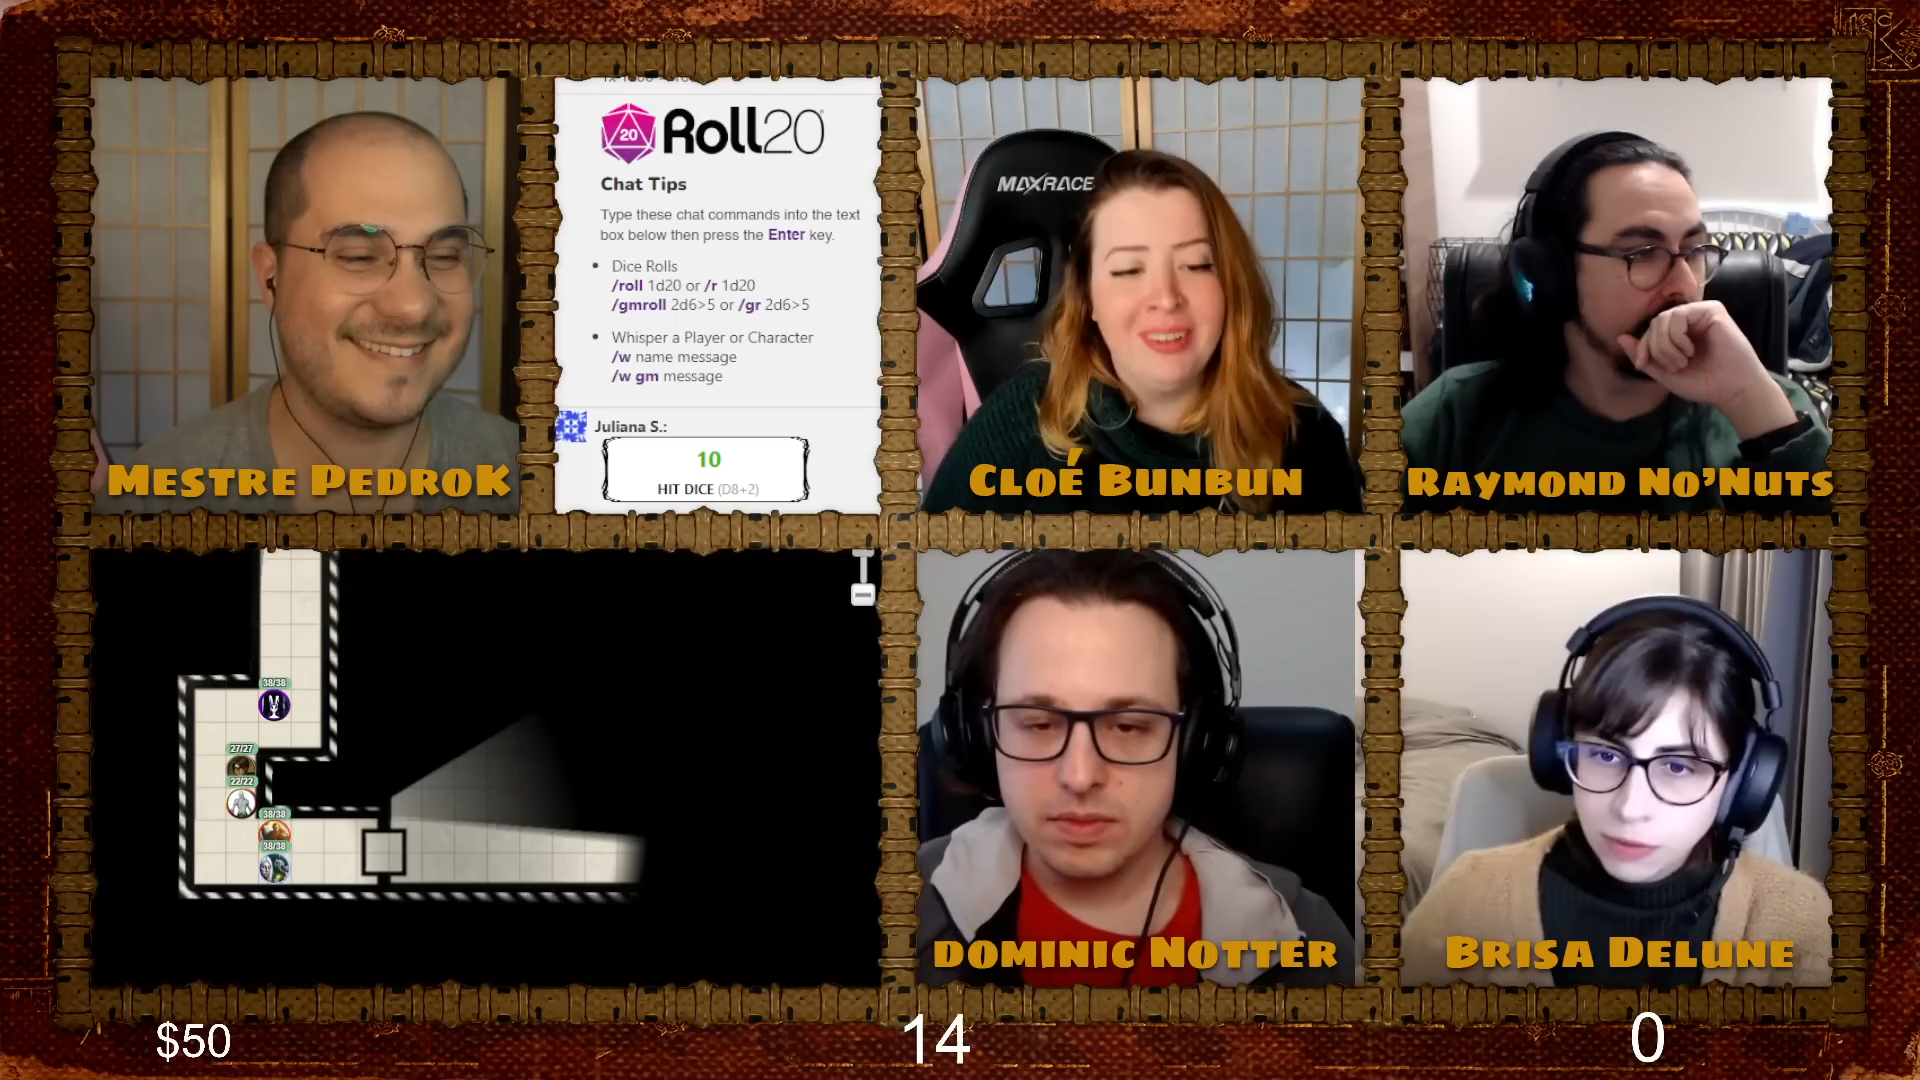 20 Roll20
Chat Tips
Type these chat commands into the text
box below then press the Enter key.
Dice Rolls
/roll 1d20 or /r 1d20
/gmroll 2d6>5 or /gr 2d6>5
Whisper a Player or Character
/w name message
/w gm message
Juliana S.:
10
HIT DICE (D8+2)
MAXRACE
MESTRE PEDROK
CLOÉ BUNBUN
RAYMOND NO'NUTS
38/38
27/27
22/22
38/38
38/38
DOMINIC NOTTER
BRISA DELUNE
$50
14
0